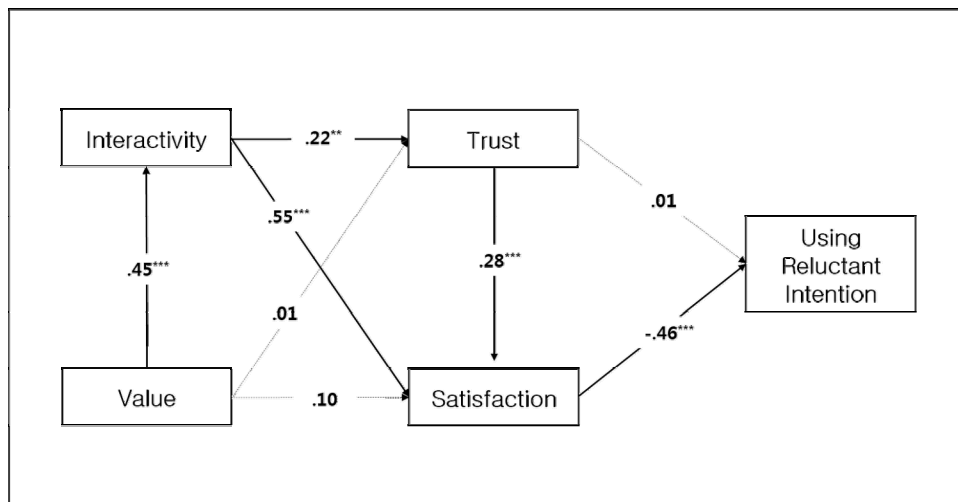 Interactivity
.22**
Trust
.55***
.01
.45***
.28***
Using
Reluctant
Intention
.01
-.46***
Value
.10
Satisfaction